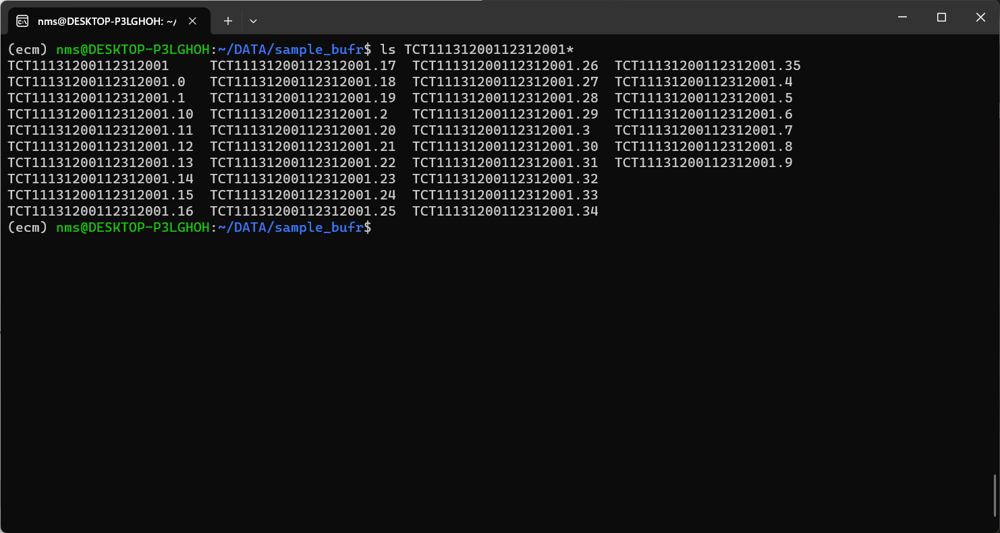 nms@DESKTOP-P3LGHOH: ~/
(ecm) nms@DESKTOP-P3LGHOH:~/DATA/sample_bufr$ ls TCT11131200112312001*
TCT11131200112312001     TCT11131200112312001.17  TCT11131200112312001.26  TCT11131200112312001.35
TCT11131200112312001.0   TCT11131200112312001.18  TCT11131200112312001.27  TCT11131200112312001.4
TCT11131200112312001.1   TCT11131200112312001.19  TCT11131200112312001.28  TCT11131200112312001.5
TCT11131200112312001.10  TCT11131200112312001.2   TCT11131200112312001.29  TCT11131200112312001.6
TCT11131200112312001.11  TCT11131200112312001.20  TCT11131200112312001.3   TCT11131200112312001.7
TCT11131200112312001.12  TCT11131200112312001.21  TCT11131200112312001.30  TCT11131200112312001.8
TCT11131200112312001.13  TCT11131200112312001.22  TCT11131200112312001.31  TCT11131200112312001.9
TCT11131200112312001.14  TCT11131200112312001.23  TCT11131200112312001.32
TCT11131200112312001.15  TCT11131200112312001.24  TCT11131200112312001.33
TCT11131200112312001.16  TCT11131200112312001.25  TCT11131200112312001.34
(ecm) nms@DESKTOP-P3LGHOH:~/DATA/sample_bufr$